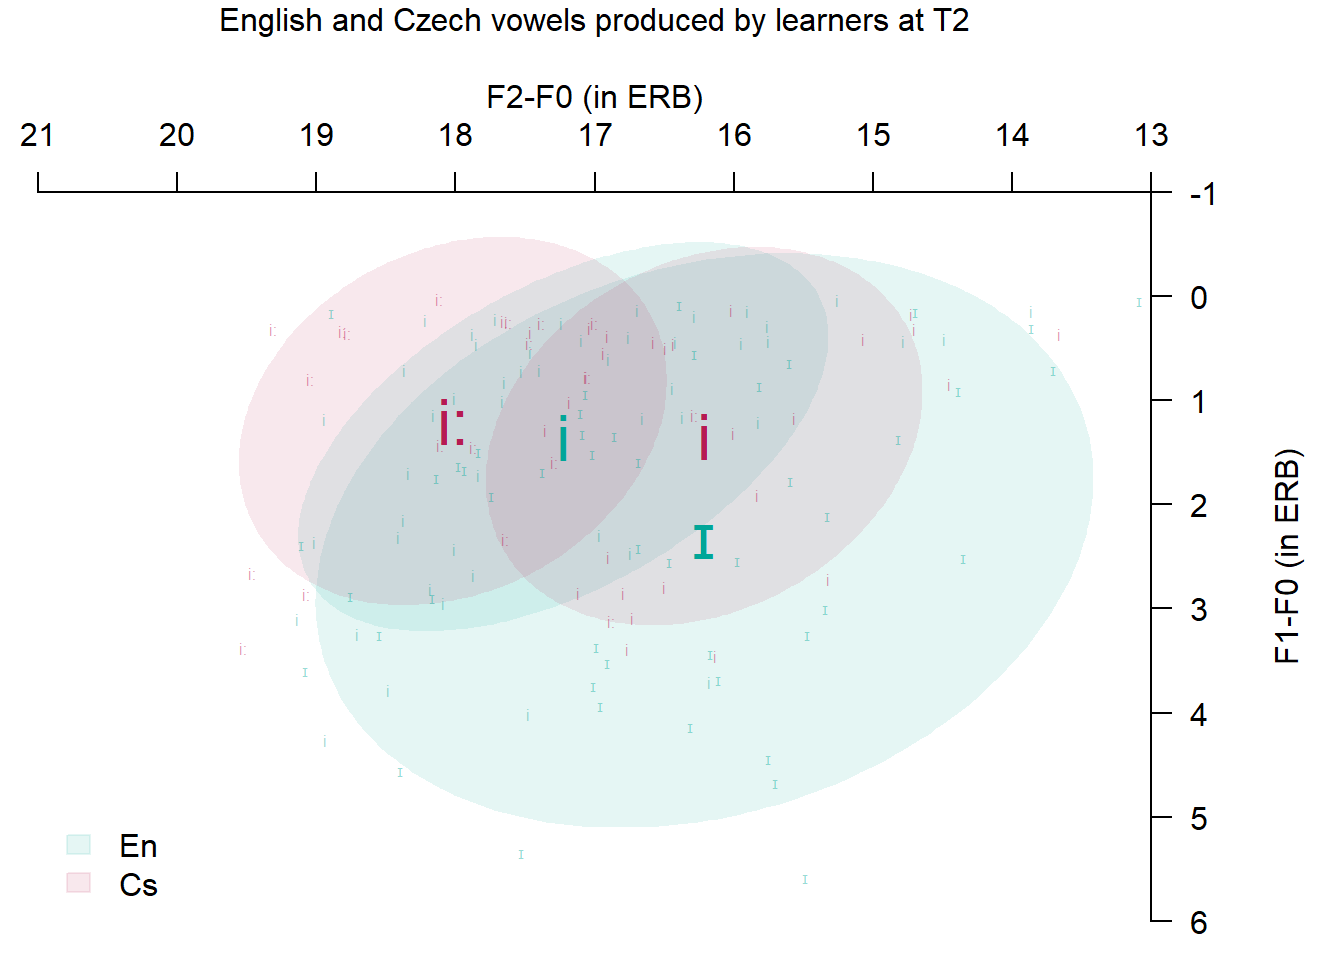 English and Czech vowels produced by learners at T2
F2-F0 (in ERB)
21 20 19 18 17 16 15 14 13
-1
0
1
2
3
4
5
6
F1-F0 (in ERB)
i:
i
i
ɪ
En
Cs